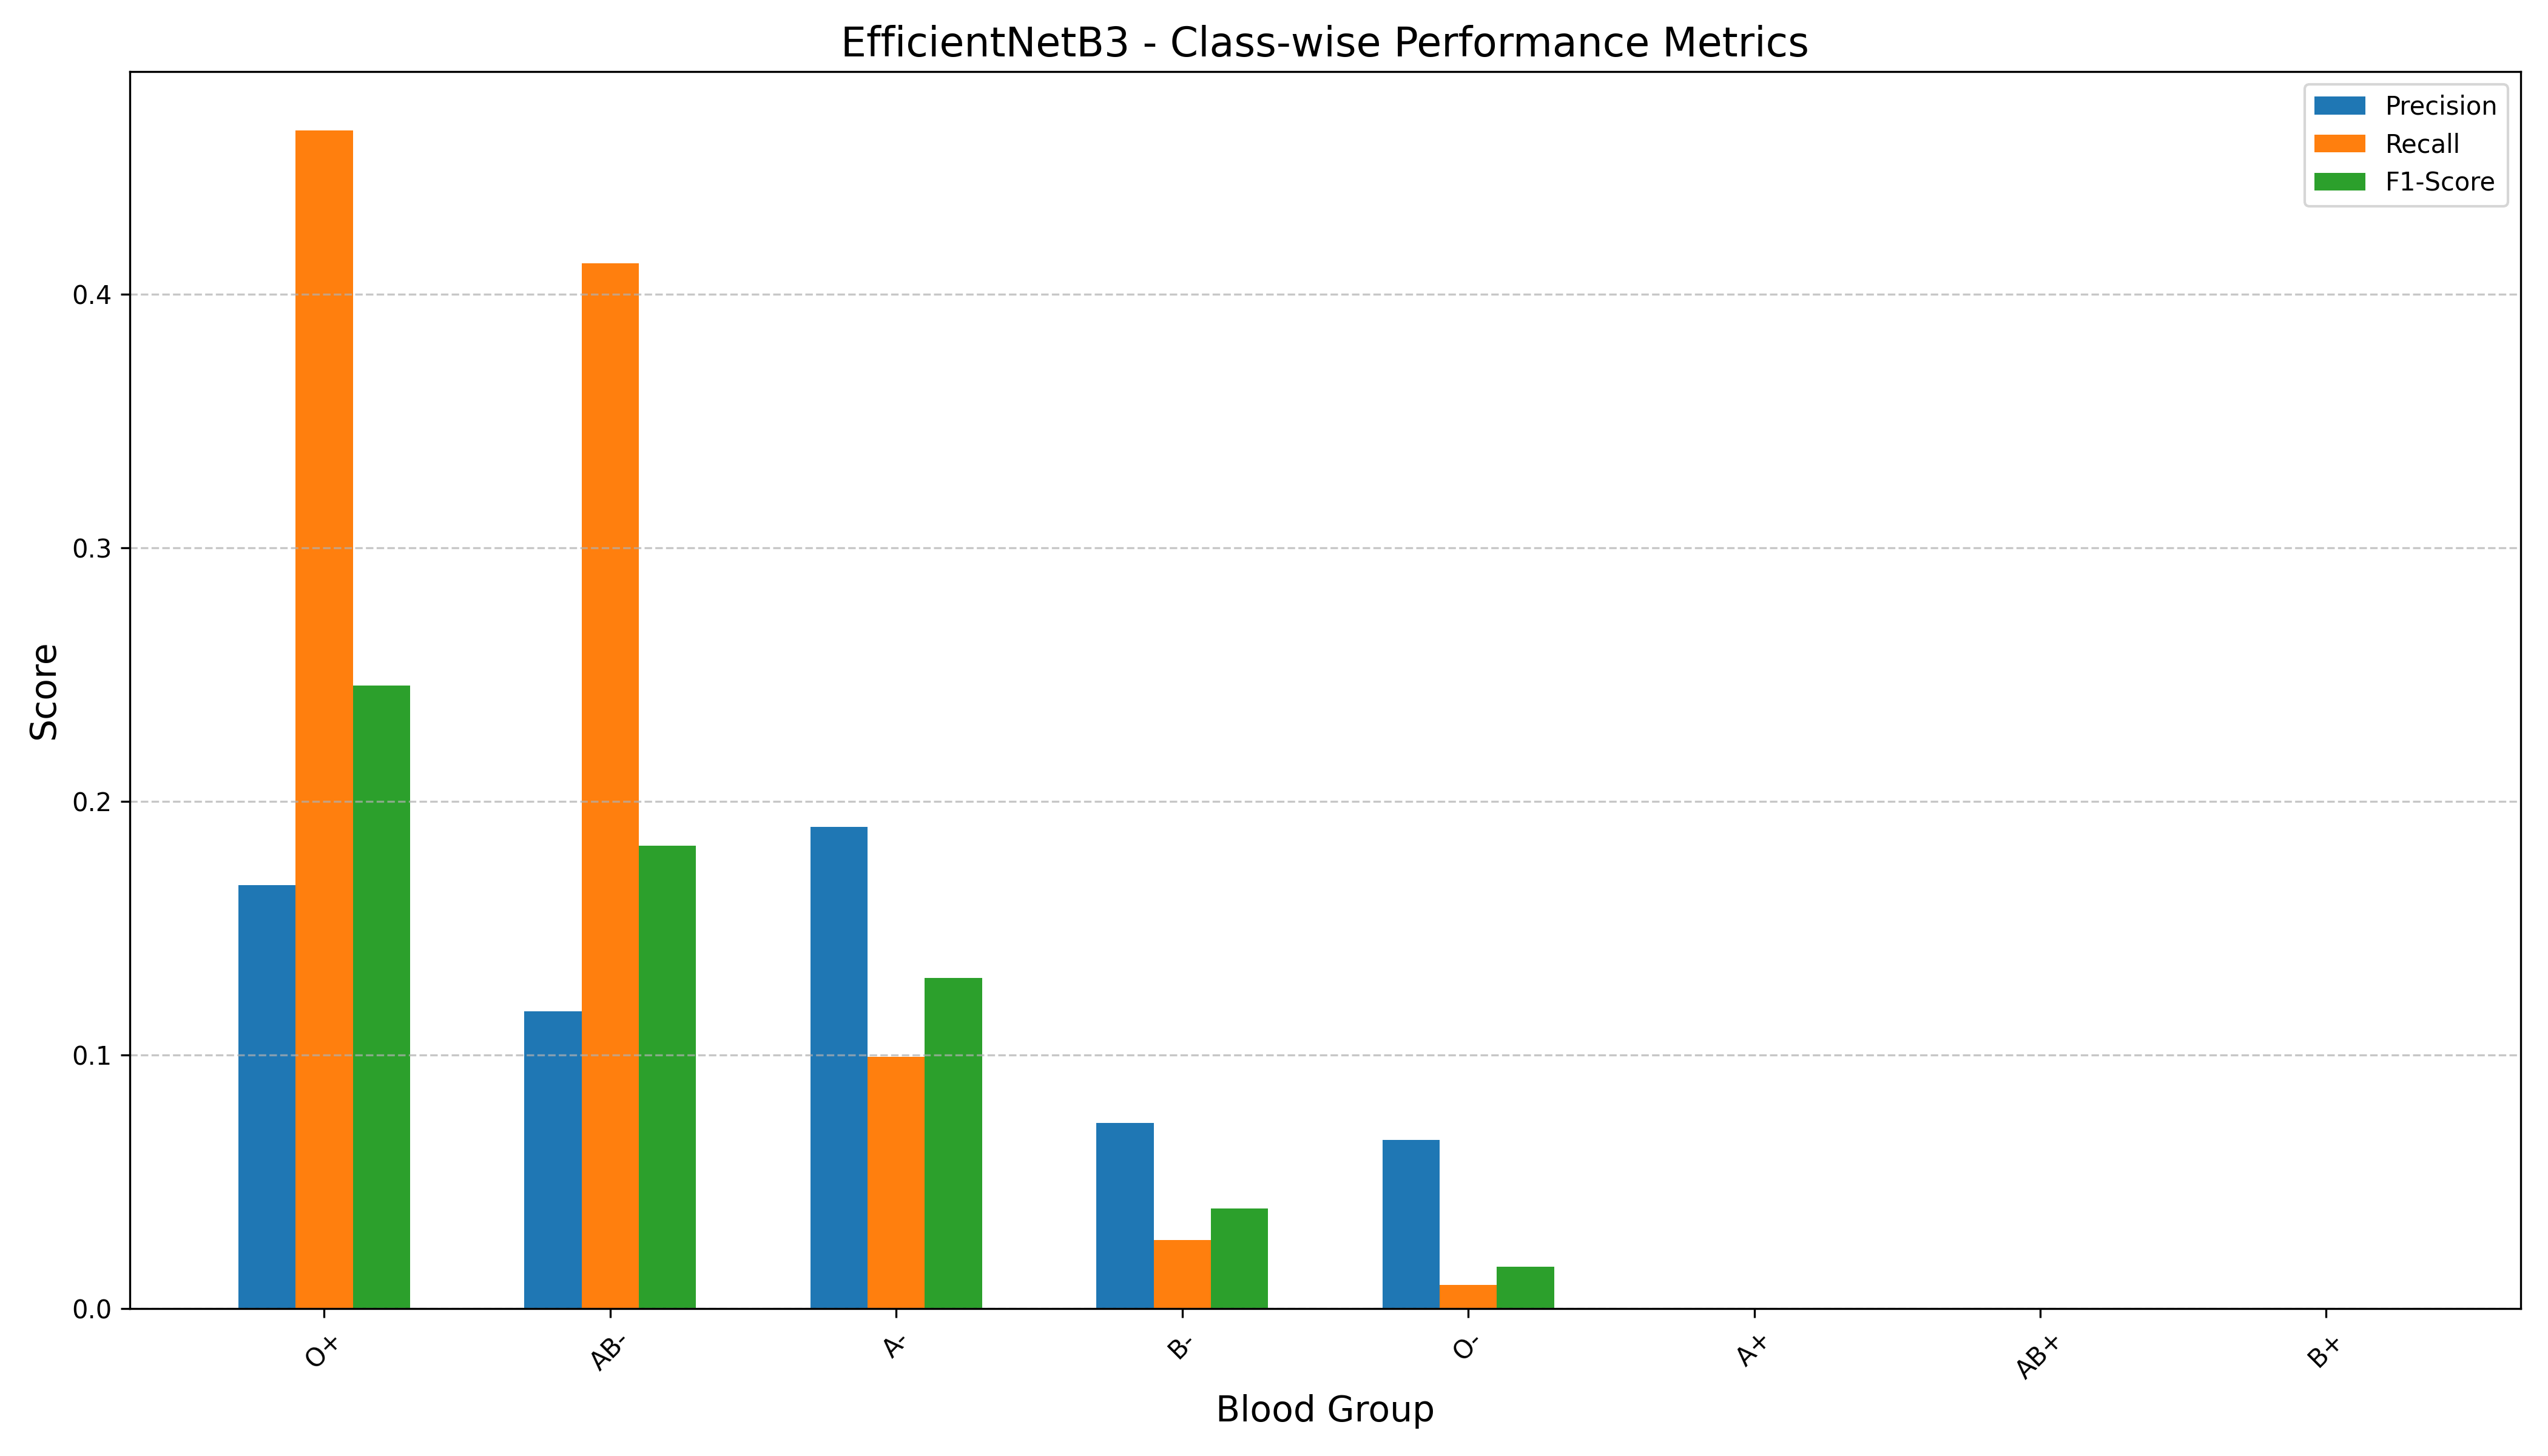 EfficientNetB3 - Class-wise Performance Metrics
Precision
Recall
F1-Score
Score
0.4
0.3
0.2
0.1
0.0
O+
AB-
A-
B-
O-
A+
AB+
B+
Blood Group